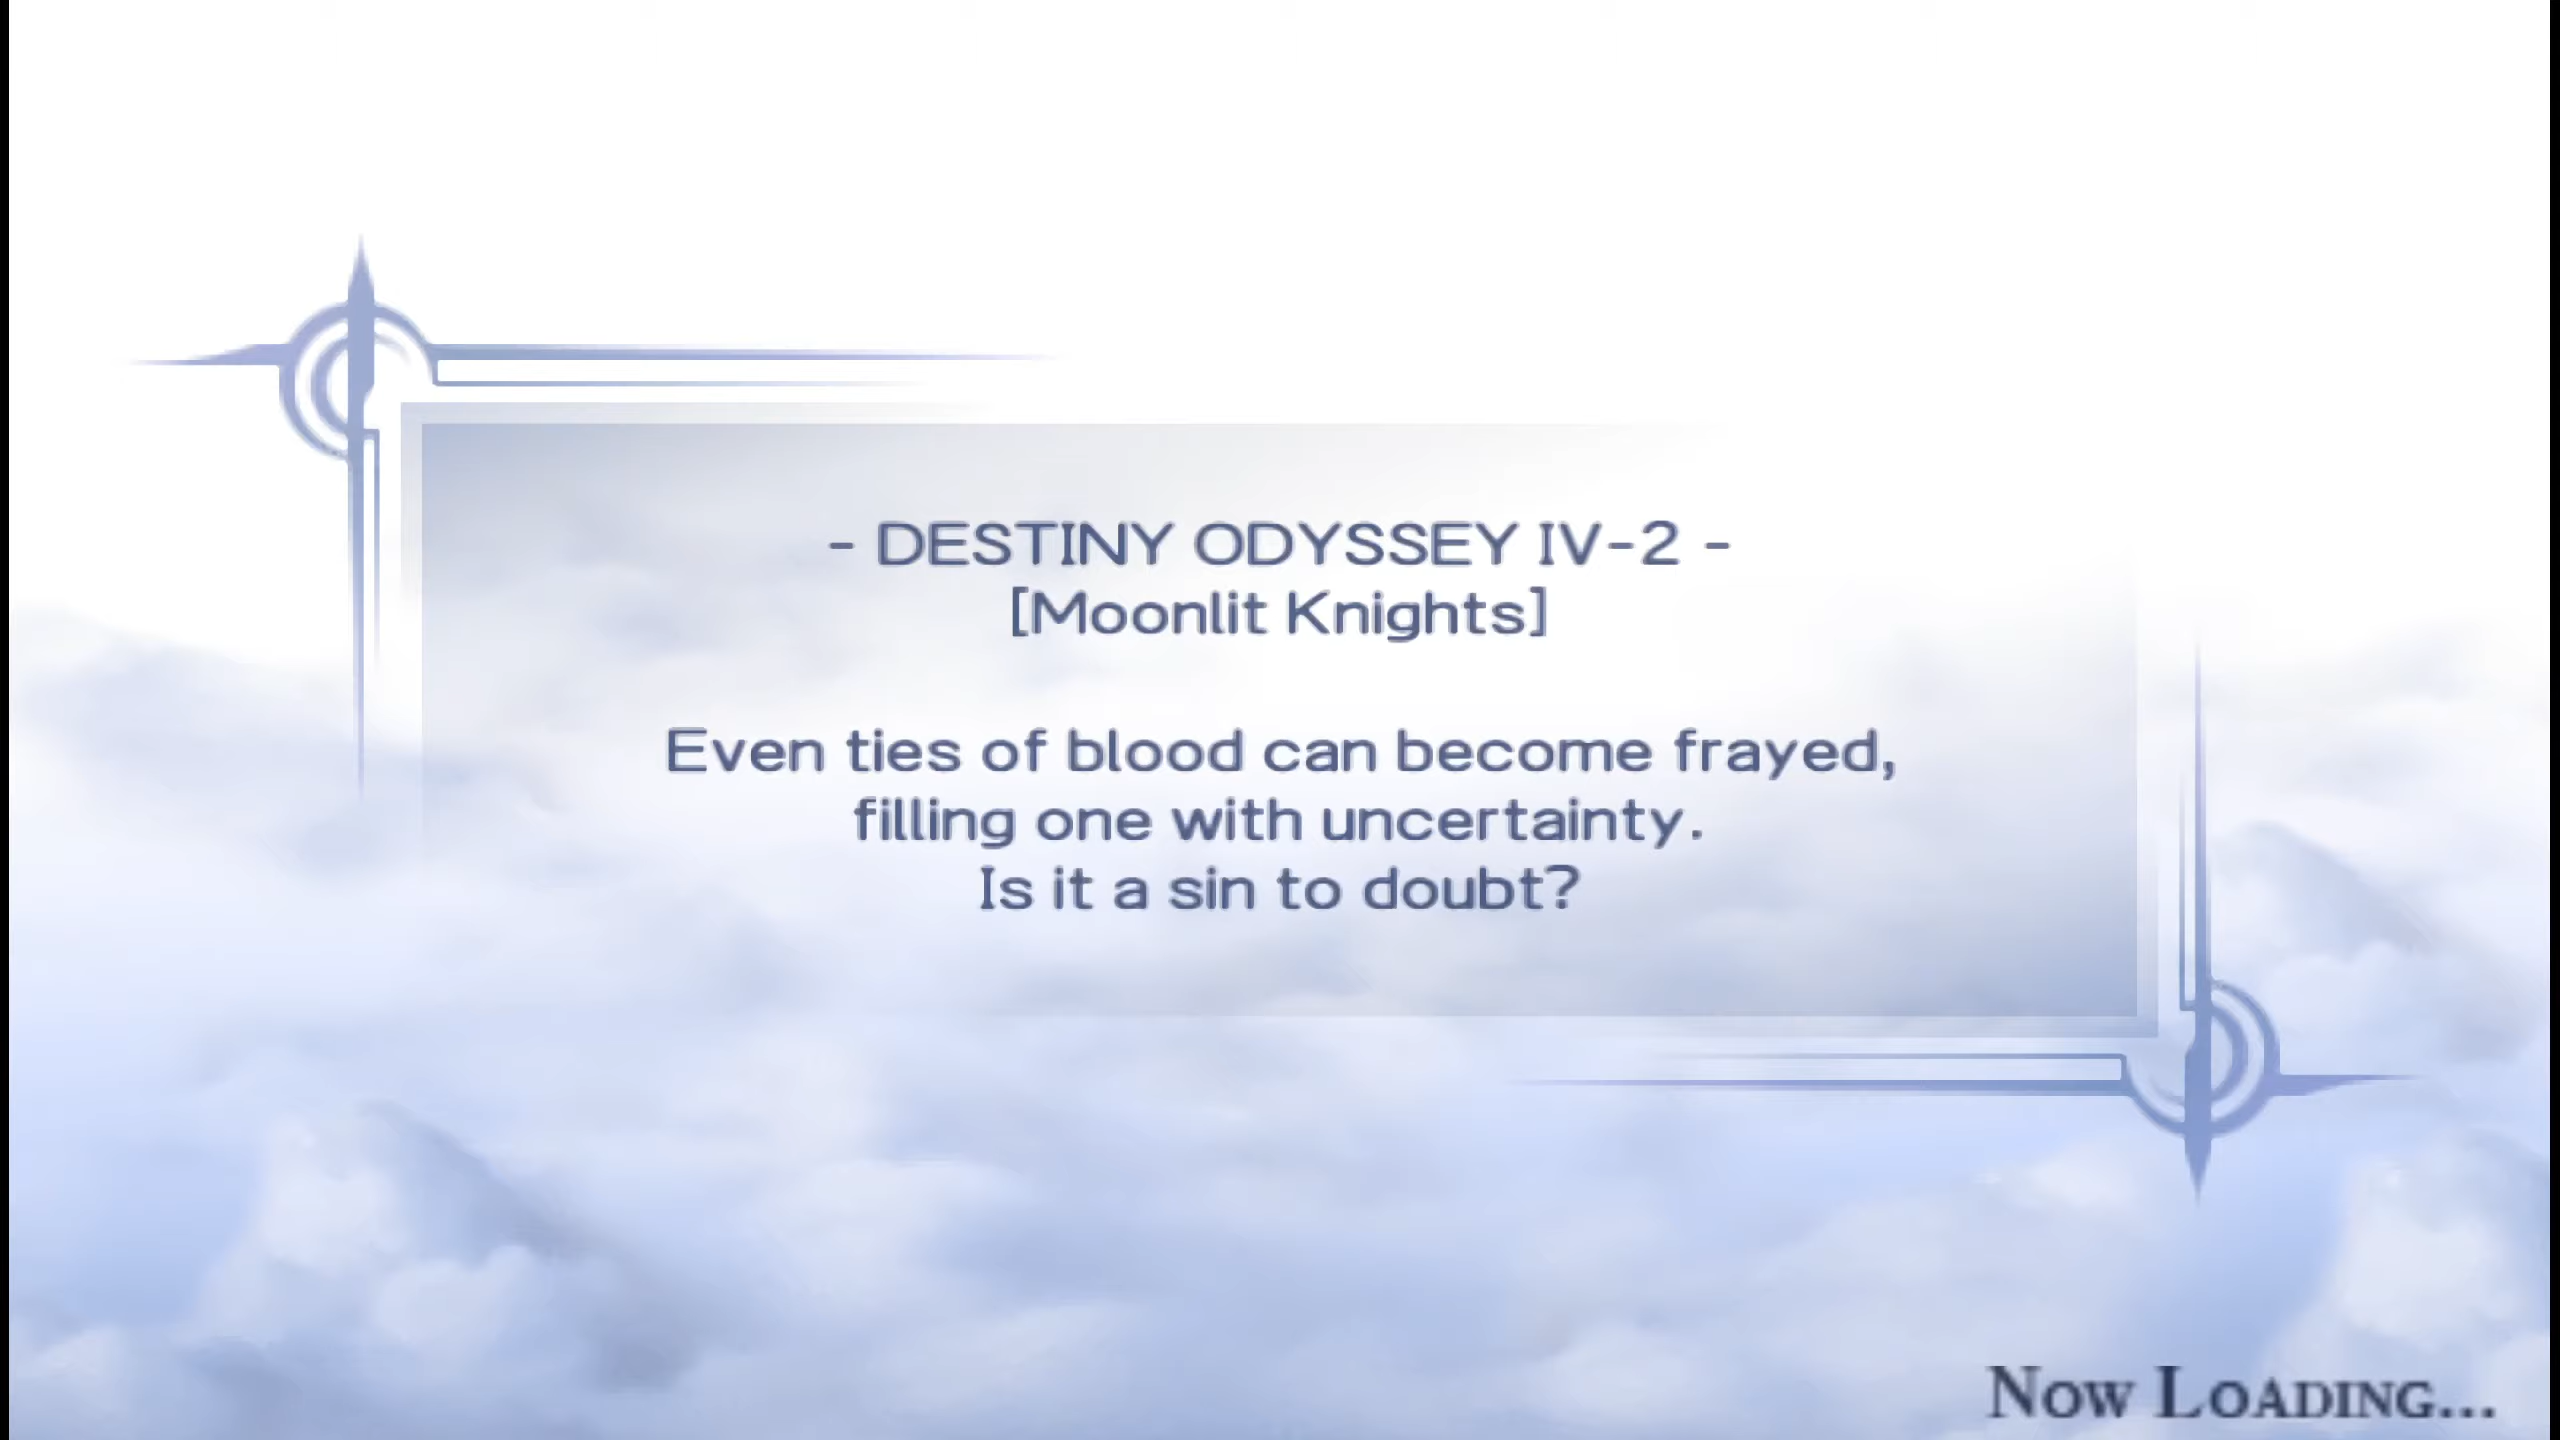 - DESTINY ODYSSEY IV-2 -
[Moonlit Knights]
Even ties of blood can become frayed,
filling one with uncertainty.
Is it a sin to doubt?
Now Loading...